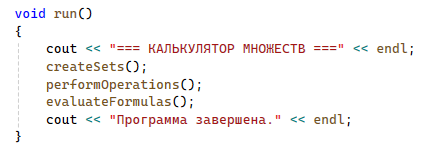 void run()
{
    cout << "=== КАЛЬКУЛЯТОР МНОЖЕСТВ ===" << endl;
    createSets();
    performOperations();
    evaluateFormulas();
    cout << "Программа завершена." << endl;
}